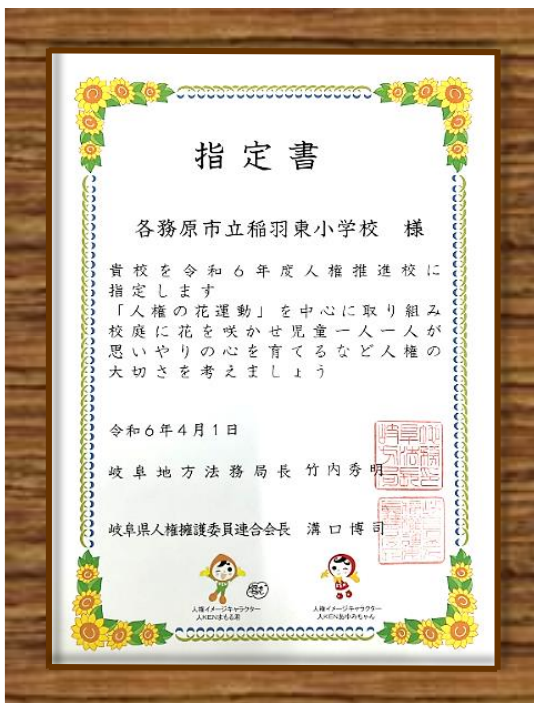 指定書
各務原市立稲羽東小学校 様
貴校を令和6年度人権推進校に
指定します
「人権の花運動」を中心に取り組み
校庭に花を咲かせ児童一人一人が
思いやりの心を育てるなど人権の
大切さを考えましょう
令和6年4月1日
岐阜地方法務局長 竹内秀明
岐阜県人権擁護委員連合会長 溝口博司
人権イメージキャラクター
人KENまもる君
人権イメージキャラクター
人KENあゆみちゃん